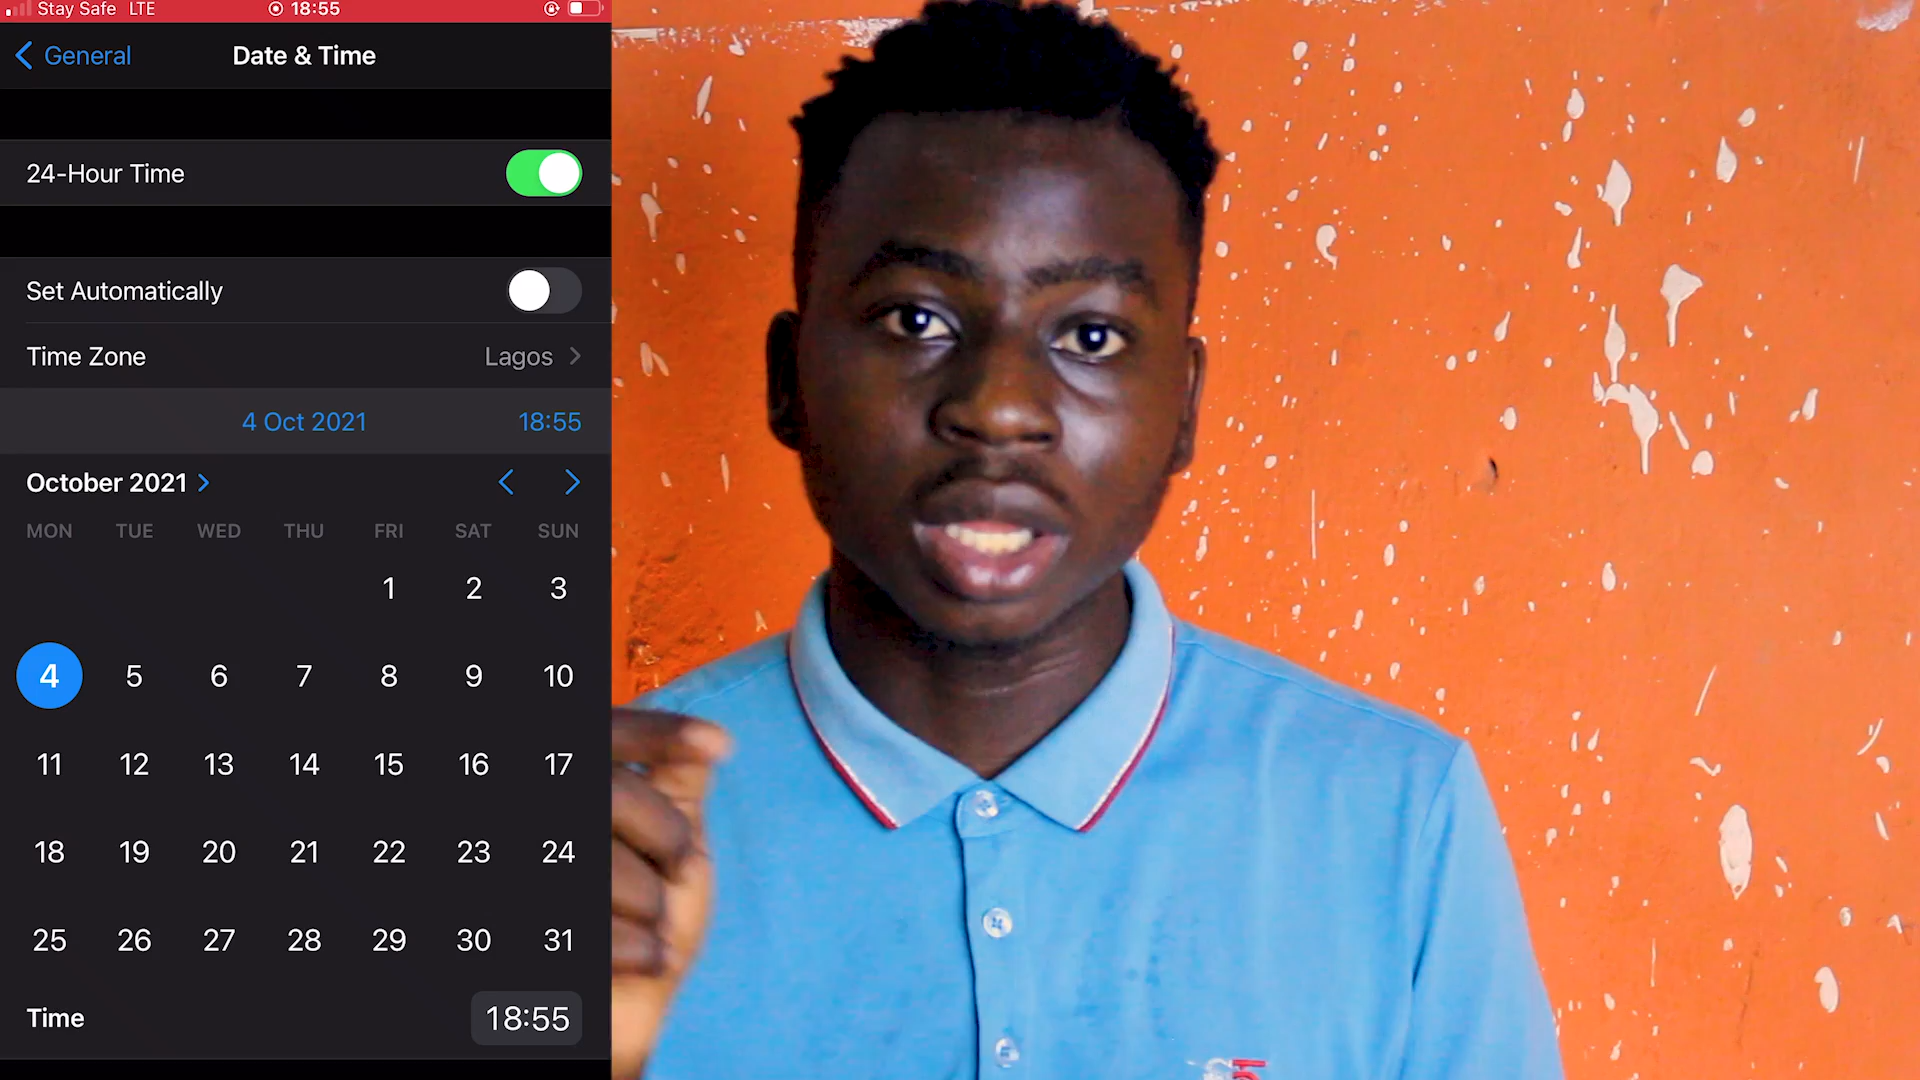 Stay Safe LTE 18:55
General Date & Time
24-Hour Time
Set Automatically
Time Zone Lagos
4 Oct 2021 18:55
October 2021
MON TUE WED THU FRI SAT SUN
1 2 3
4 5 6 7 8 9 10
11 12 13 14 15 16 17
18 19 20 21 22 23 24
25 26 27 28 29 30 31
Time 18:55